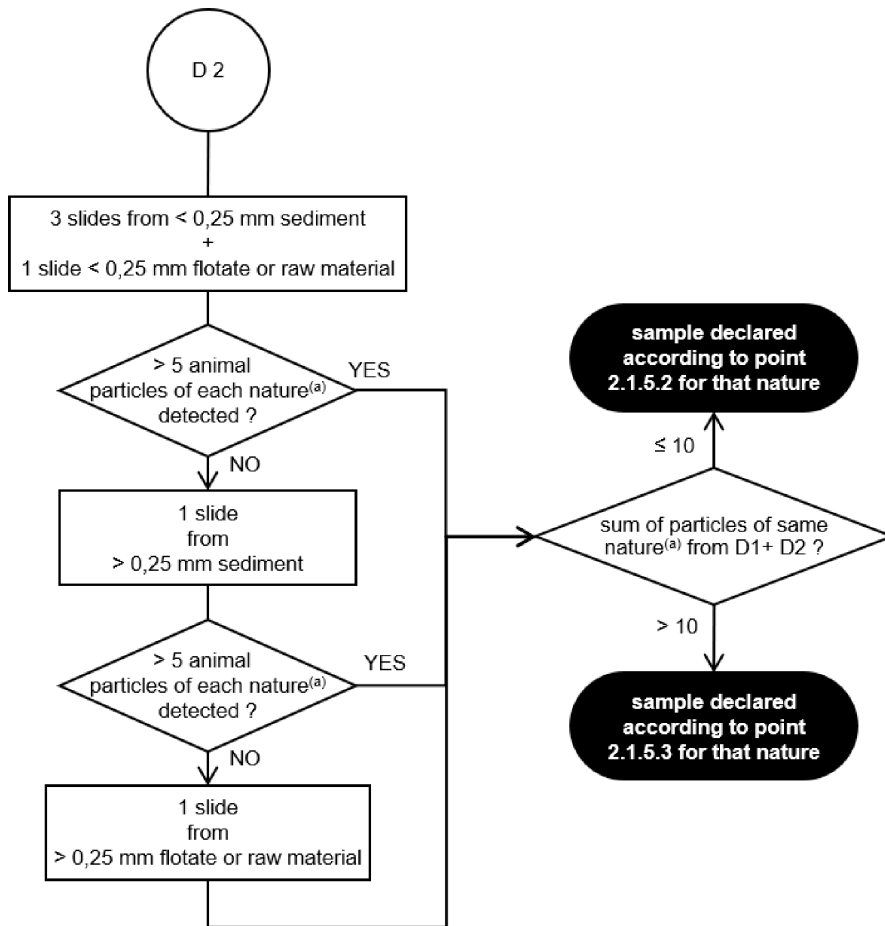 D 2
3 slides from < 0,25 mm sediment
+
1 slide < 0,25 mm flotate or raw material
> 5 animal
particles of each nature(a)
detected ?
YES
NO
1 slide
from
> 0,25 mm sediment
> 5 animal
particles of each nature(a)
detected ?
YES
NO
1 slide
from
> 0,25 mm flotate or raw material
sample declared
according to point
2.1.5.2 for that nature
≤ 10
sum of particles of same
nature(a) from D1+ D2 ?
> 10
sample declared
according to point
2.1.5.3 for that nature